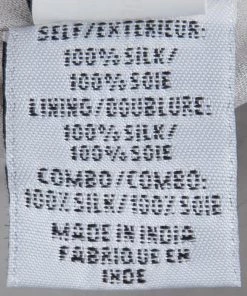 SELF/EXTERIEUR:
100% SILK/
100% SOIE
LINING/DOUBLURE:
100% SILK/
100% SOIE
COMBO/COMBO:
100% SILK/100% SOIE
MADE IN INDIA
FABRIQUE EN
INDE